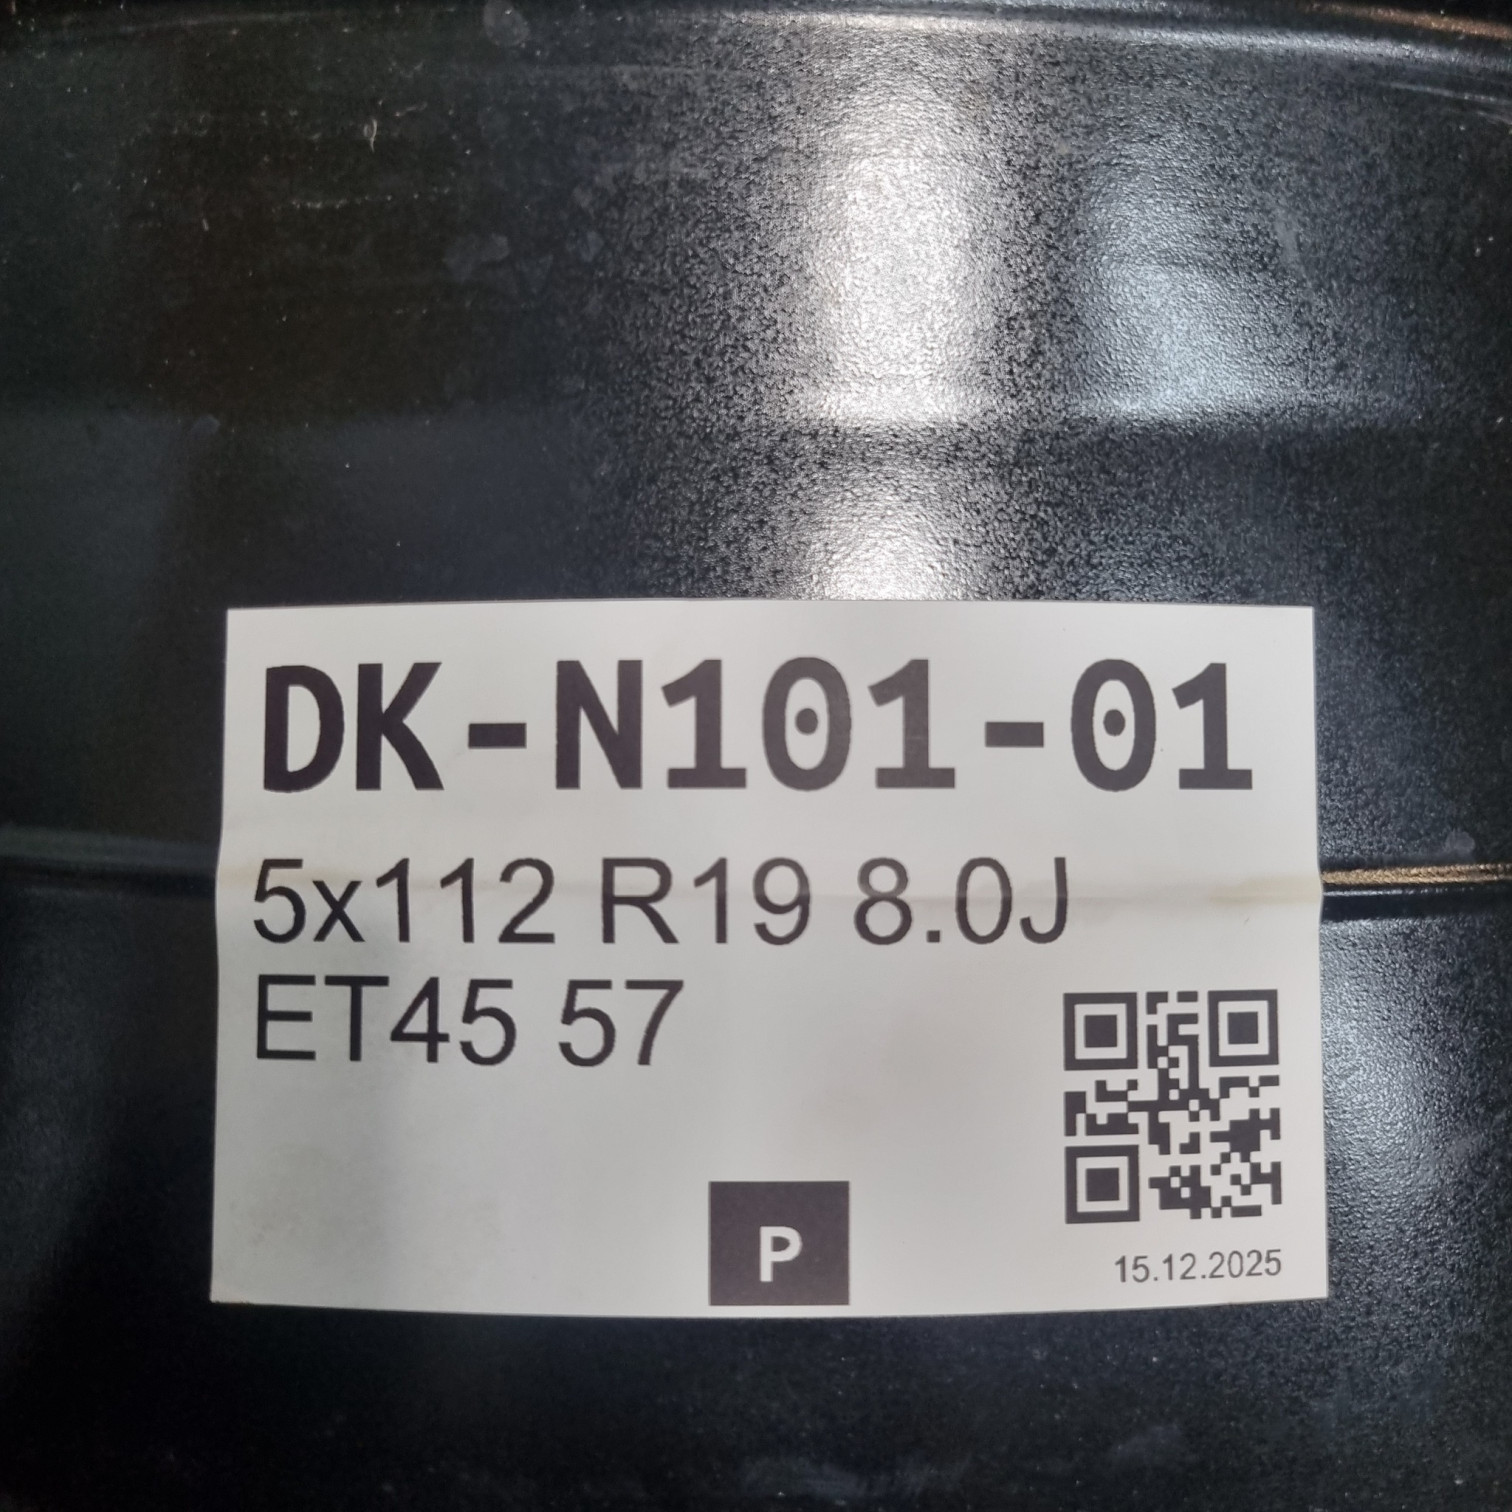 DK-N101-01
5x112 R19 8.0J
ET45 57
P
15.12.2025